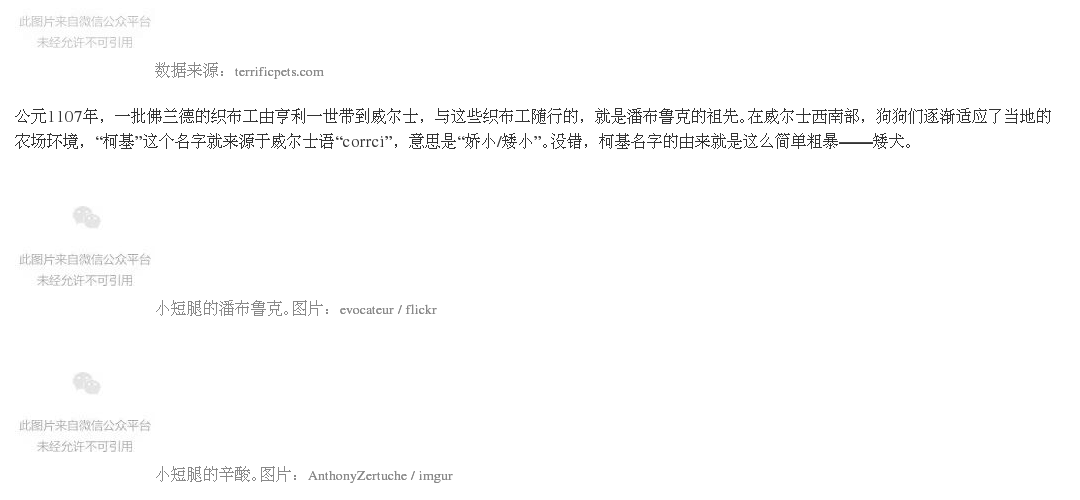 此图片来自微信公众平台
未经允许不可引用
数据来源：terrificpets.com
公元1107年，一批佛兰德的织布工由亨利一世带到威尔士，与这些织布工随行的，就是潘布鲁克的祖先。在威尔士西南部，狗狗们逐渐适应了当地的
农场环境，“柯基”这个名字就来源于威尔士语“corrci”，意思是“娇小/矮小”。没错，柯基名字的由来就是这么简单粗暴——矮犬。
此图片来自微信公众平台
未经允许不可引用
小短腿的潘布鲁克。图片：evocateur / flickr
此图片来自微信公众平台
未经允许不可引用
小短腿的辛酸。图片：AnthonyZertuche / imgur